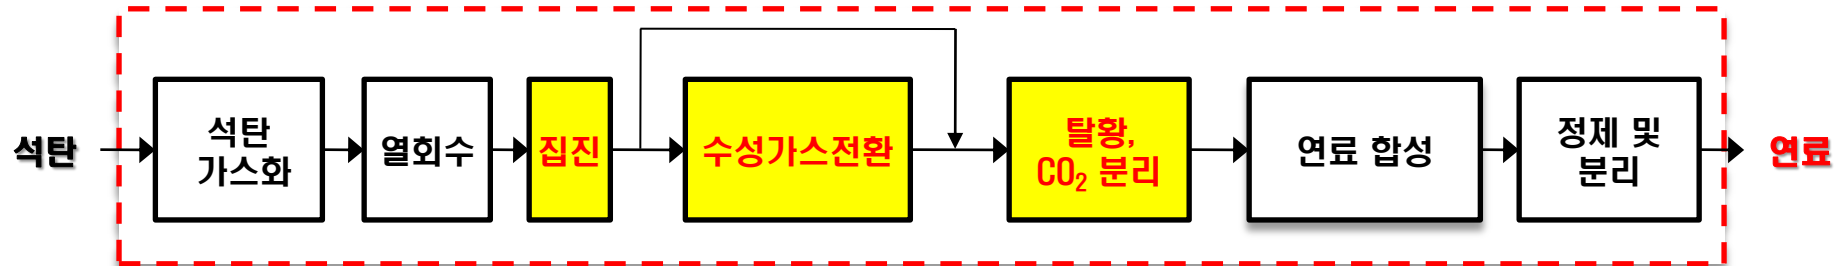 석탄
석탄
가스화
열회수
집진
수성가스전환
탈황,
CO₂ 분리
연료 합성
정제 및
분리
연료